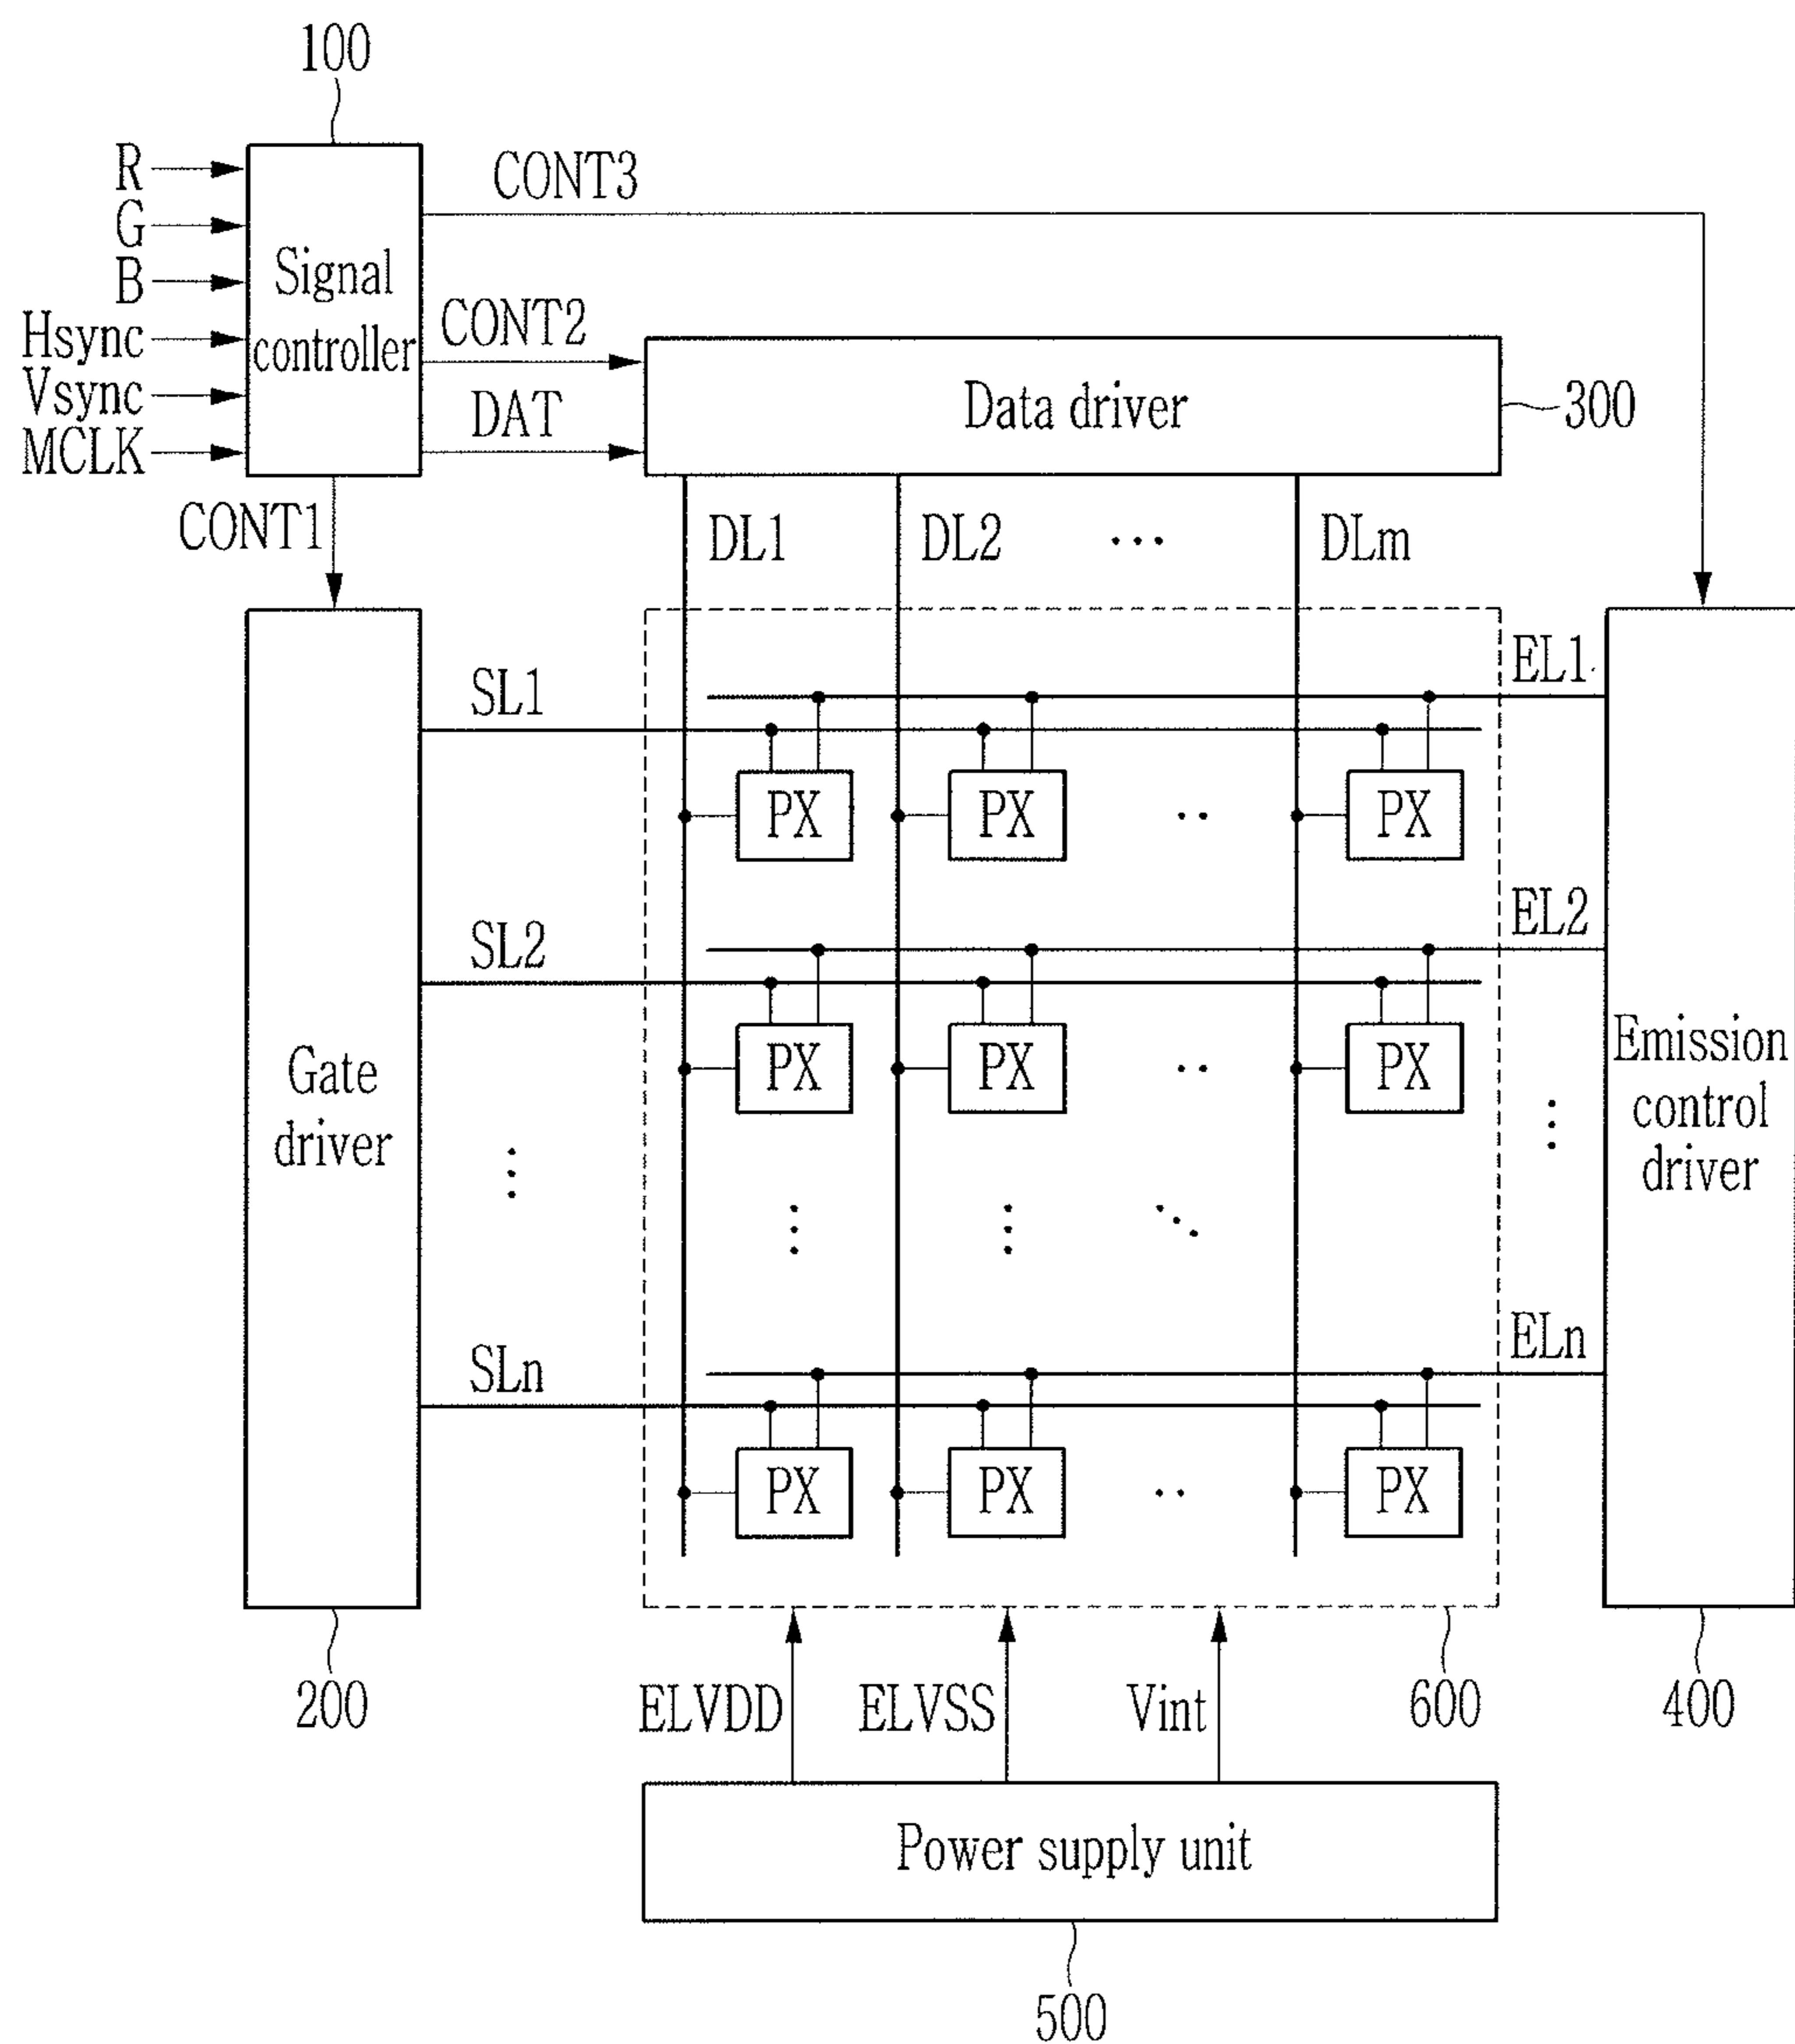 100
R
G
B
Hsync
Vsync
MCLK
Signal
controller
CONT3
CONT2
DAT
CONT1
Data driver
300
DL1 DL2 ... DLm
EL1
SL1
PX PX .. PX
EL2
SL2
PX PX .. PX
Gate
driver
Emission
control
driver
ELn
SLn
PX PX .. PX
200
ELVDD ELVSS Vint
600
400
Power supply unit
500